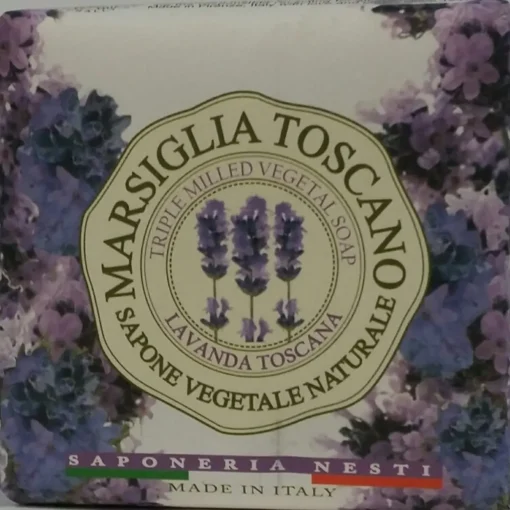 MARSIGLIA TOSCANO
TRIPLE MILLED VEGETAL SOAP
LAVANDA TOSCANA
SAPONE VEGETALE NATURALE
SAPONERIA NESTI
MADE IN ITALY